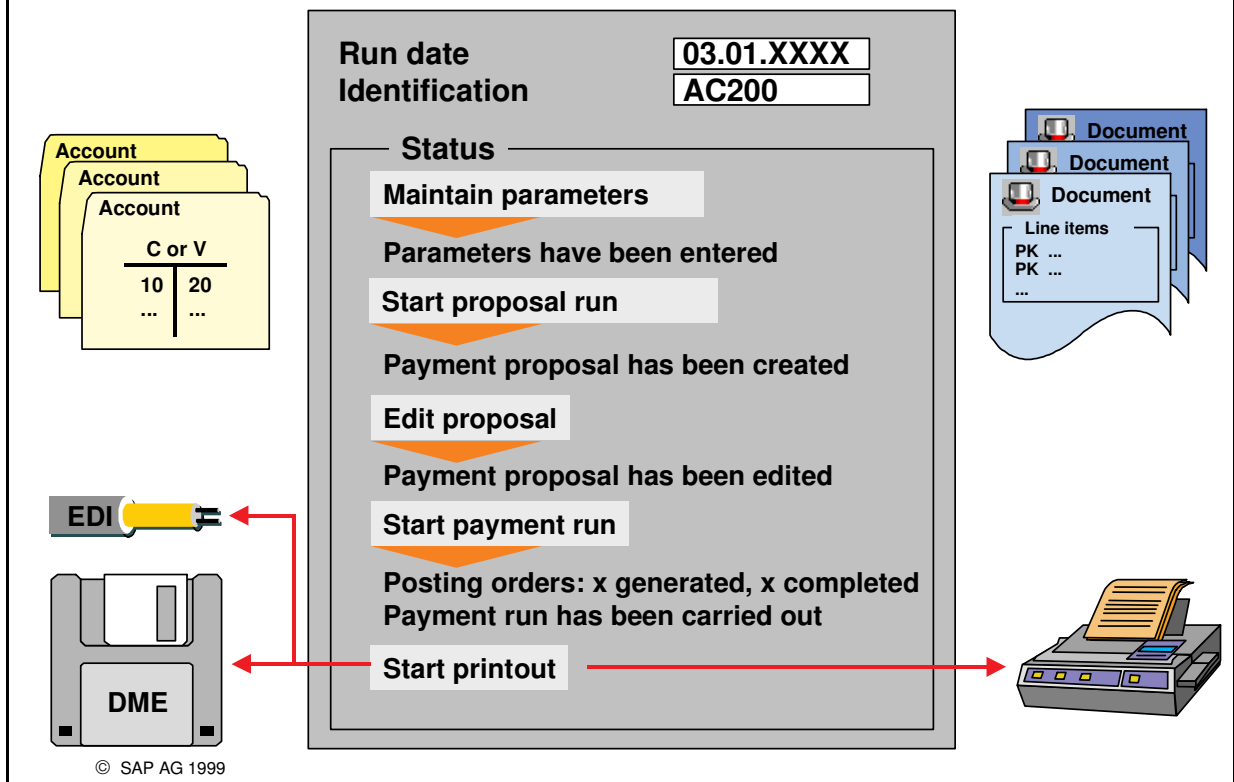 Run date 03.01.XXXX
Identification AC200
Status
Maintain parameters
Parameters have been entered
Start proposal run
Payment proposal has been created
Edit proposal
Payment proposal has been edited
Start payment run
Posting orders: x generated, x completed
Payment run has been carried out
Start printout
Account
Account
Account
C or V
10 20
... ...
EDI
DME
Document
Document
Document
Line items
PK ...
PK ...
...
© SAP AG 1999